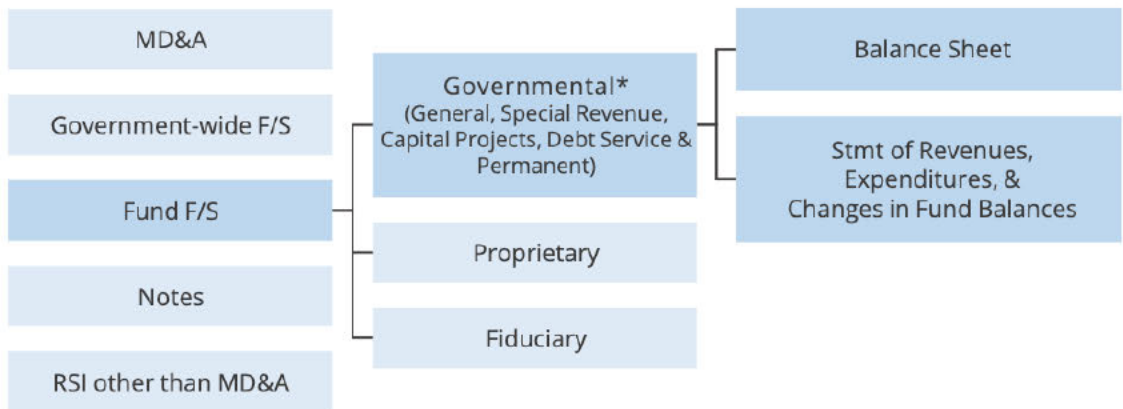 MD&A
Government-wide F/S
Fund F/S
Notes
RSI other than MD&A
Governmental*
(General, Special Revenue,
Capital Projects, Debt Service &
Permanent)
Proprietary
Fiduciary
Balance Sheet
Stmt of Revenues,
Expenditures, &
Changes in Fund Balances